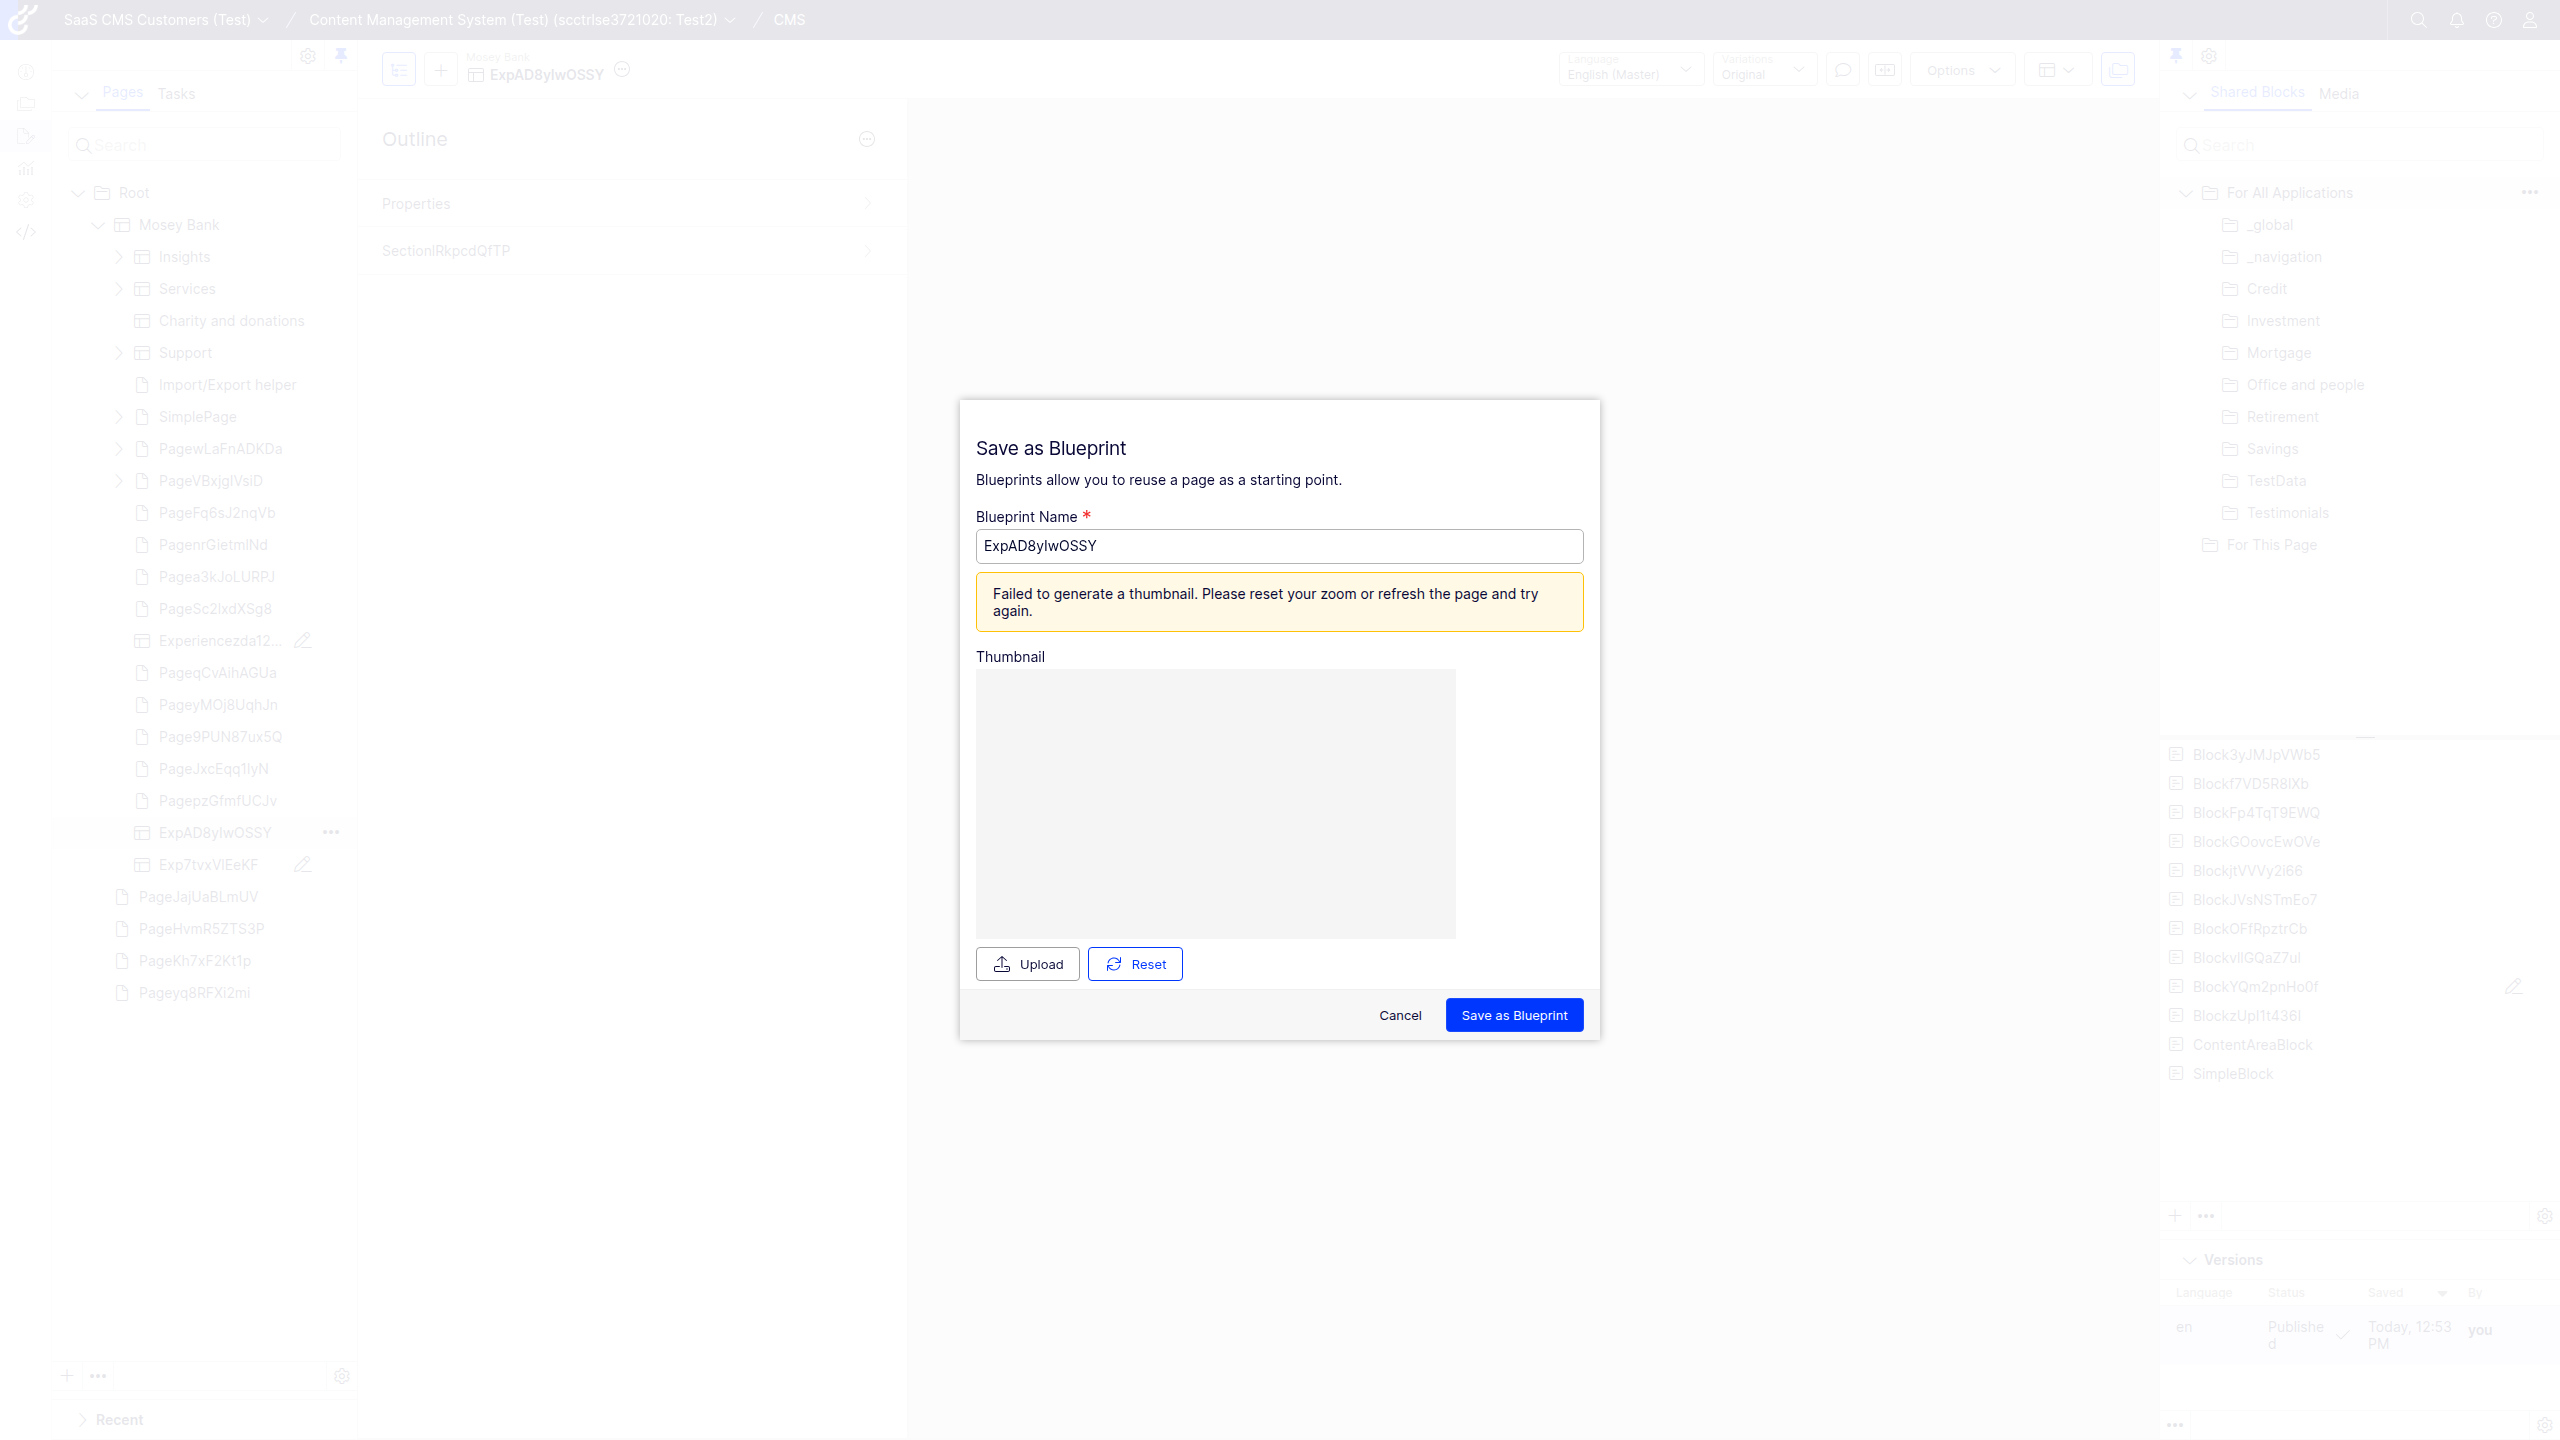 SaaS CMS Customers (Test) / Content Management System (Test) (scctrlse3721020: Test2) / CMS
Pages Tasks
Search
Root
Mosey Bank
Insights
Services
Charity and donations
Support
Import/Export helper
SimplePage
PagewLaFnADKDa
PageVBxjglVsiD
PageFq6sJ2nqVb
PagenrGietmlNd
Pagea3kJoLURPJ
PageSc2lxdXSg8
Experiencezda12...
PageqCvAihAGUa
PageyMOj8UqhJn
Page9PUN87ux5Q
PageJxcEqq1lyN
PagepzGfmfUCJv
ExpAD8ylwOSSY
Exp7tvxVlEeKF
PageJajUaBLmUV
PageHvmR5ZTS3P
PageKh7xF2Kt1p
Pageyq8RFXi2mi
Recent
Mosey Bank
ExpAD8ylwOSSY
Language
English (Master)
Variations
Original
Options
Outline
Properties
SectionlRkpcdQfTP
Save as Blueprint
Blueprints allow you to reuse a page as a starting point.
Blueprint Name *
ExpAD8ylwOSSY
Failed to generate a thumbnail. Please reset your zoom or refresh the page and try
again.
Thumbnail
Upload Reset
Cancel Save as Blueprint
Shared Blocks Media
Search
For All Applications
_global
_navigation
Credit
Investment
Mortgage
Office and people
Retirement
Savings
TestData
Testimonials
For This Page
Block3yJMJpVWb5
Blockf7VD5R8lXb
BlockFp4TqT9EWQ
BlockGOovcEwOVe
BlockjtVVVy2i66
BlockJVsNSTmEo7
BlockOFfRpztrCb
BlockvilGQaZ7ul
BlockYQm2pnHo0f
BlockzUpl1t436l
ContentAreaBlock
SimpleBlock
Versions
Language Status Saved By
en Publishe Today, 12:53 you
d PM